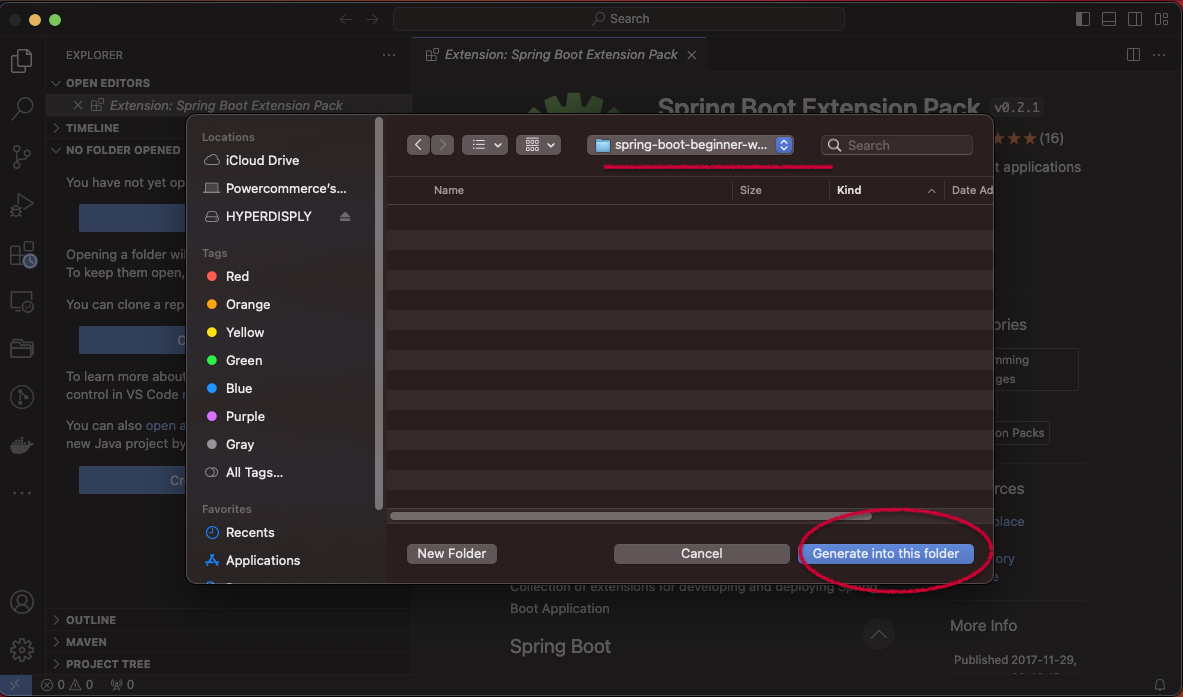 Search
EXPLORER
Extension: Spring Boot Extension Pack
OPEN EDITORS
Extension: Spring Boot Extension Pack
TIMELINE
NO FOLDER OPENED
You have not yet op
Opening a folder wil
To keep them open,
You can clone a rep
C
To learn more about
control in VS Code
You can also open a
new Java project by
Cr
OUTLINE
MAVEN
PROJECT TREE
0 0 0
Spring Boot Extension Pack v0.2.1
(16)
t applications
Locations
iCloud Drive
Powercommerce's...
HYPERDISPLY
Tags
Red
Orange
Yellow
Green
Blue
Purple
Gray
All Tags...
Favorites
Recents
Applications
spring-boot-beginner-w...
Search
Name Size Kind Date Ad
New Folder Cancel Generate into this folder
ories
mming
ges
on Packs
rces
place
ory
e
Collection of extensions for developing and deploying Spring
Boot Application
Spring Boot
More Info
Published 2017-11-29,